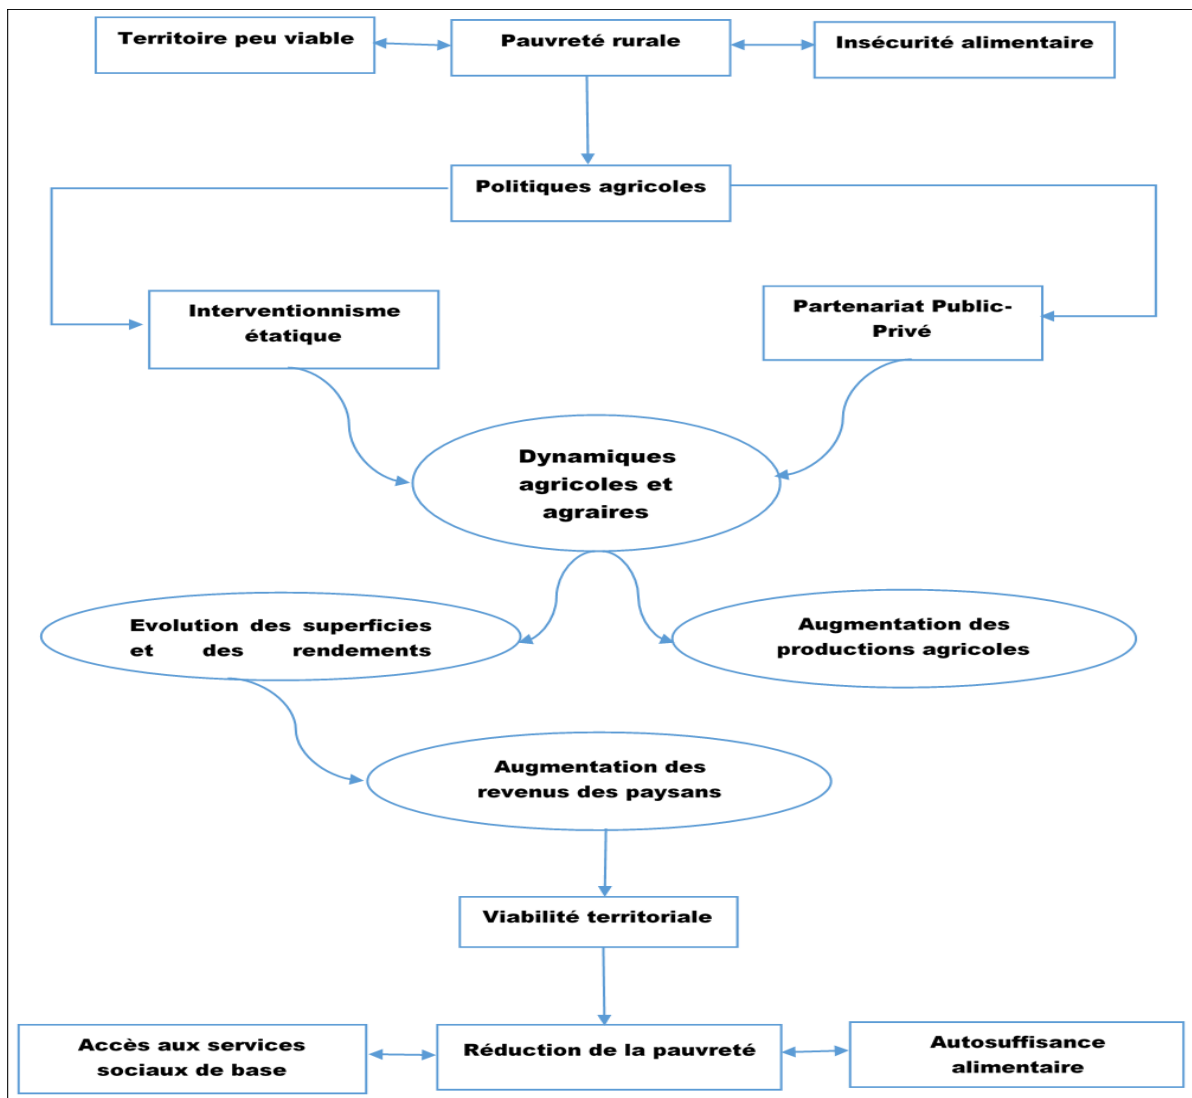 Territoire peu viable
Pauvreté rurale
Insécurité alimentaire
Politiques agricoles
Interventionnisme
étatique
Partenariat Public-
Privé
Dynamiques
agricoles et
agraires
Evolution des superficies
et des rendements
Augmentation des
productions agricoles
Augmentation des
revenus des paysans
Viabilité territoriale
Accès aux services
sociaux de base
Réduction de la pauvreté
Autosuffisance
alimentaire